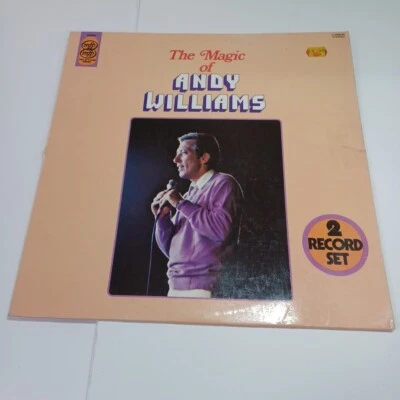 The Magic
of
ANDY
WILLIAMS
2
RECORD
SET